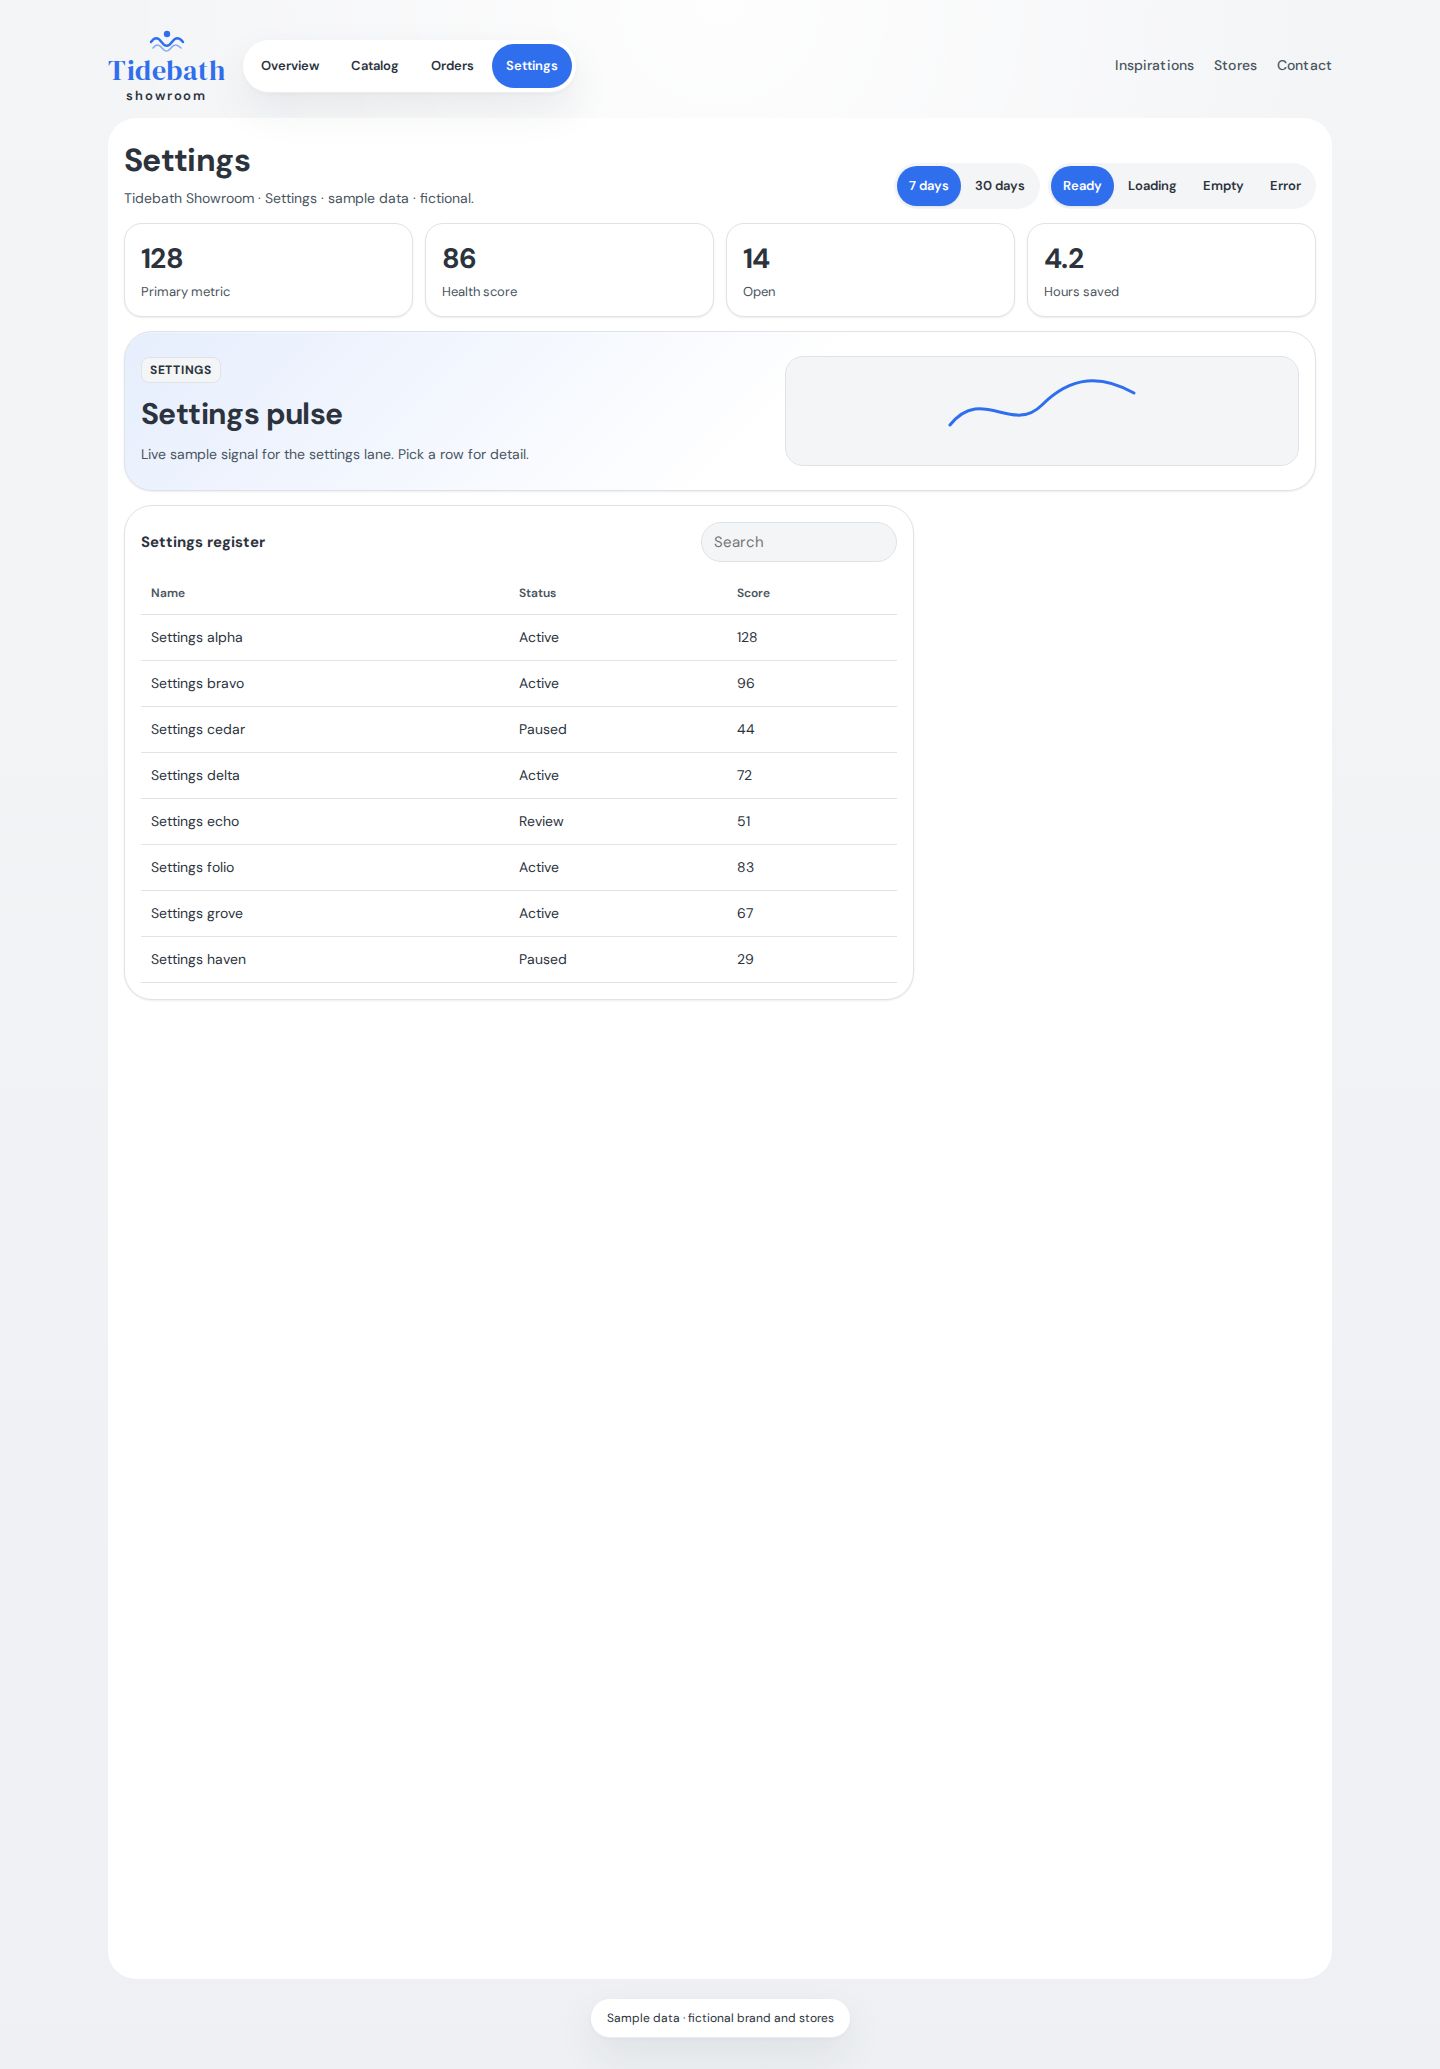 Tidebath
showroom
Overview Catalog Orders Settings
Inspirations Stores Contact
Settings
Tidebath Showroom · Settings · sample data · fictional.
7 days 30 days Ready Loading Empty Error
128 86 14 4.2
Primary metric Health score Open Hours saved
SETTINGS
Settings pulse
Live sample signal for the settings lane. Pick a row for detail.
Settings register Search
Name Status Score
Settings alpha Active 128
Settings bravo Active 96
Settings cedar Paused 44
Settings delta Active 72
Settings echo Review 51
Settings folio Active 83
Settings grove Active 67
Settings haven Paused 29
Sample data · fictional brand and stores